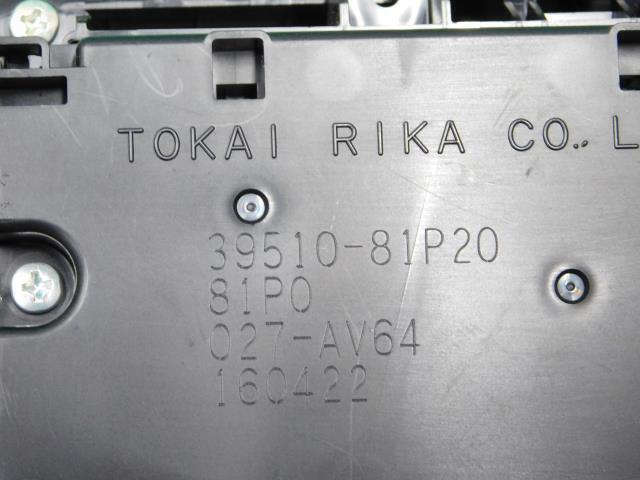 TOKAI RIKA CO., L
39510-81P20
81P0
027-AV64
160422